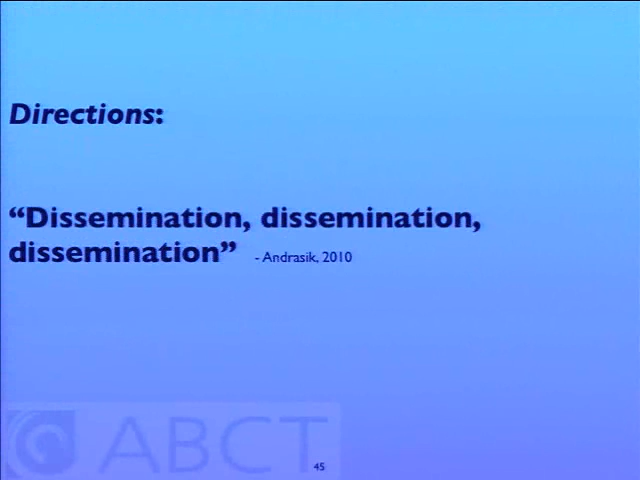 Directions:
“Dissemination, dissemination,
dissemination” - Andrasik, 2010
ABCT
45